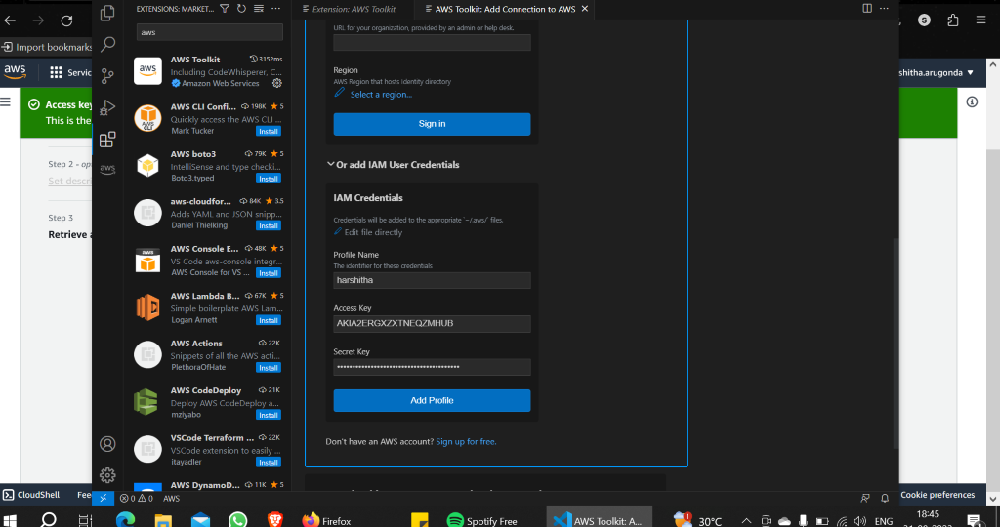 EXTENSIONS: MARKET...
Extension: AWS Toolkit
AWS Toolkit: Add Connection to AWS
S
Import bookmarks
aws
AWS Toolkit
3152ms
Including CodeWhisperer, C...
Amazon Web Services
AWS CLI Confi...
198K
5
Quickly access the AWS CLI ...
Mark Tucker
Install
AWS boto3
79K
5
IntelliSense and type checki...
Boto3.typed
Install
aws-cloudfor...
84K
3.5
Adds YAML and JSON snipp...
Daniel Thielking
Install
AWS Console E...
48K
5
VS Code aws-console integr...
AWS Console for VS ...
Install
AWS Lambda B...
67K
5
Simple boilerplate AWS Lam...
Logan Arnett
Install
AWS Actions
22K
Snippets of all the AWS acti...
PlethoraOfHate
Install
AWS CodeDeploy
21K
Deploy AWS CodeDeploy a...
mziyabo
Install
VSCode Terraform ...
22K
VSCode extension to easily ...
itayadler
Install
AWS DynamoD...
11K
5
URL for your organization, provided by an admin or help desk.
Region
AWS Region that hosts identity directory
Select a region...
Sign in
Or add IAM User Credentials
IAM Credentials
Credentials will be added to the appropriate `~/.aws/` files.
Edit file directly
Profile Name
The identifier for these credentials
harshitha
Access Key
AKIA2ERGXZXTNEQZMHUB
Secret Key
Add Profile
Don't have an AWS account? Sign up for free.
aws
Servic
shitha.arugonda
Access key
This is the
Step 2 - op
Set descri
Step 3
Retrieve a
aws
CloudShell
Fee
0
0
AWS
Cookie preferences
Firefox
Spotify Free
AWS Toolkit: A...
1
30°C
ENG
18:45